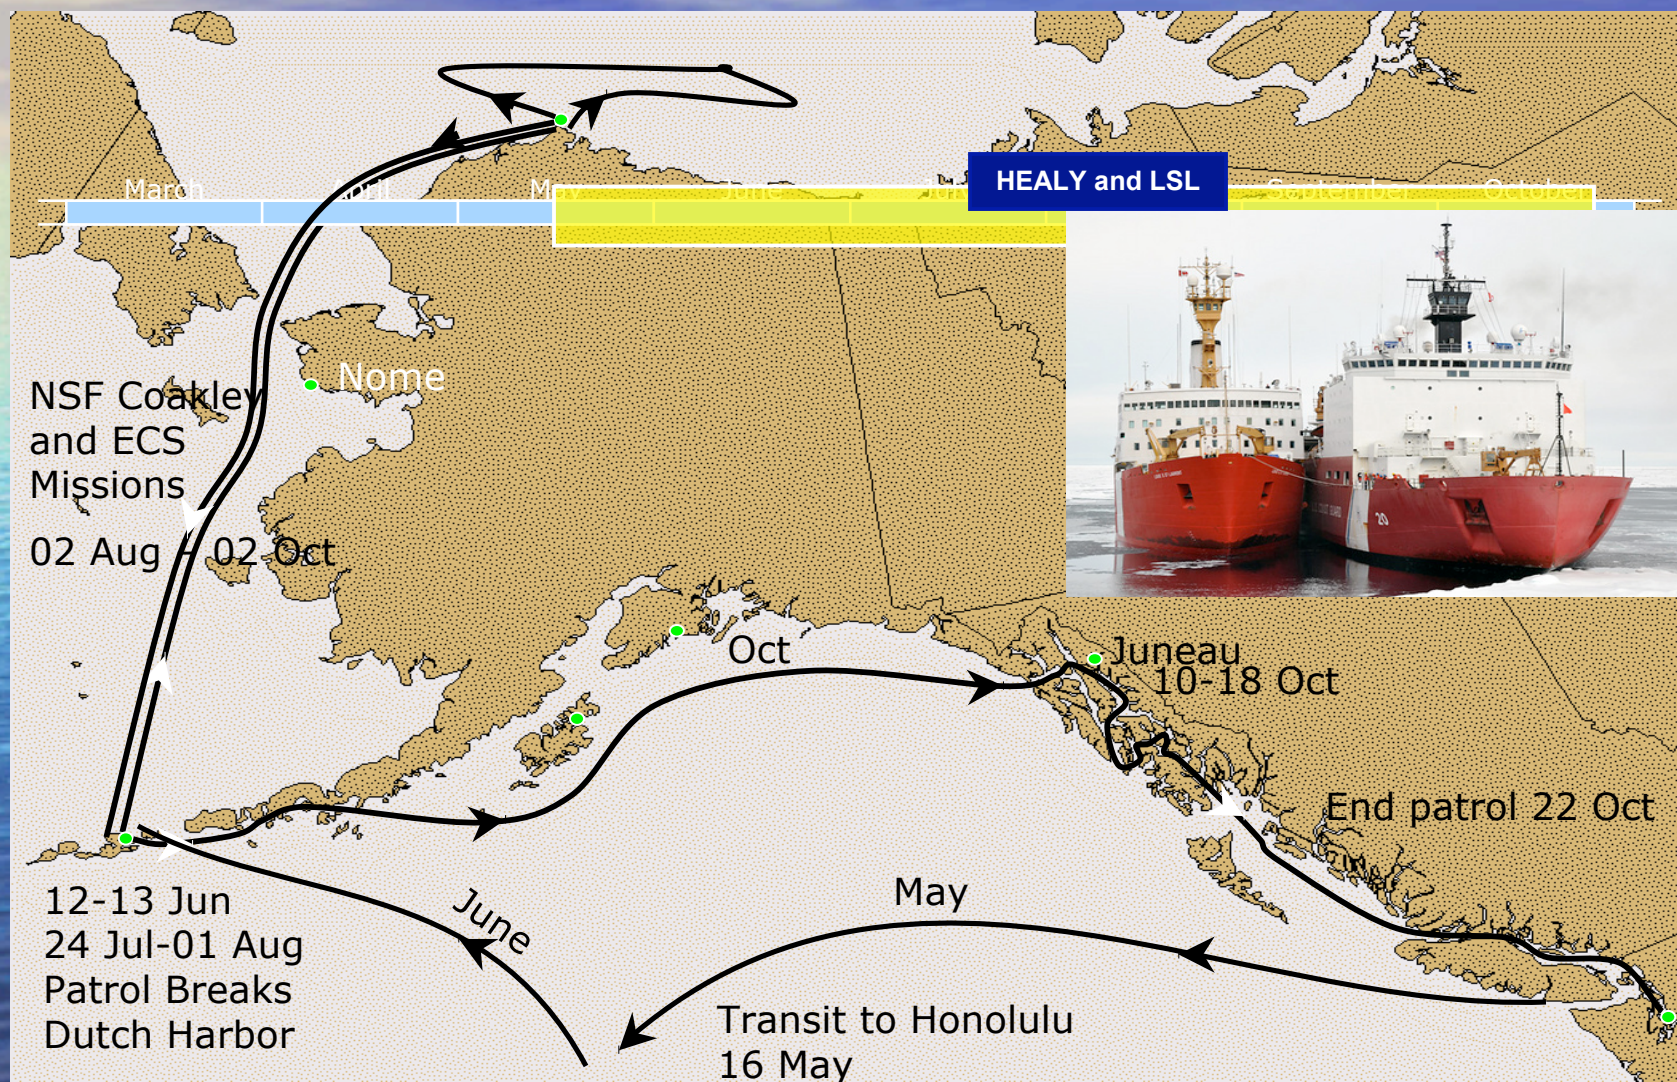 March April May June September October
HEALY and LSL
Nome
NSF Coakley
and ECS
Missions
02 Aug - 02 Oct
Oct
Juneau
10-18 Oct
End patrol 22 Oct
12-13 Jun
24 Jul-01 Aug
Patrol Breaks
Dutch Harbor
June
May
Transit to Honolulu
16 May
20